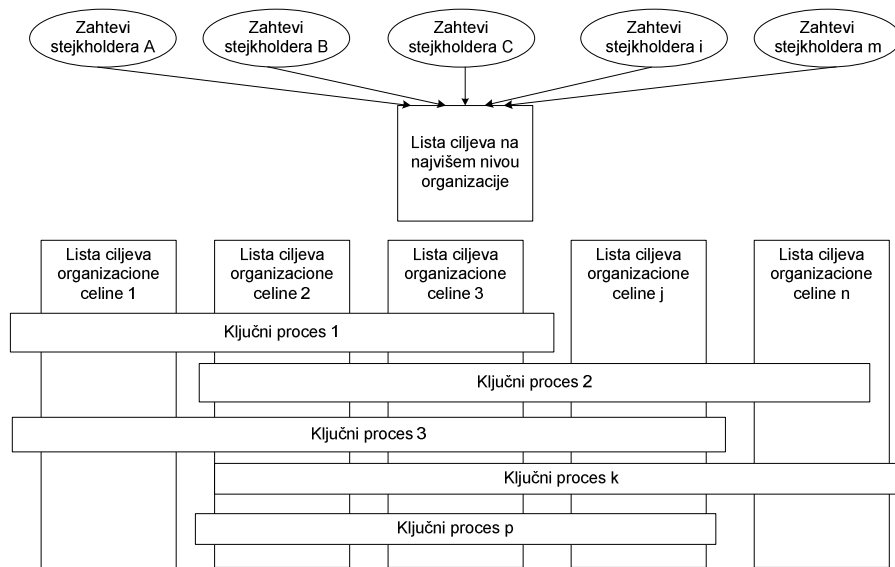 Zahtevi
stejkholdera A
Zahtevi
stejkholdera B
Zahtevi
stejkholdera C
Zahtevi
stejkholdera i
Zahtevi
stejkholdera m
Lista ciljeva na
najvišem nivou
organizacije
Lista ciljeva
organizacione
celine 1
Lista ciljeva
organizacione
celine 2
Lista ciljeva
organizacione
celine 3
Lista ciljeva
organizacione
celine j
Lista ciljeva
organizacione
celine n
Ključni proces 1
Ključni proces 2
Ključni proces 3
Ključni proces k
Ključni proces p